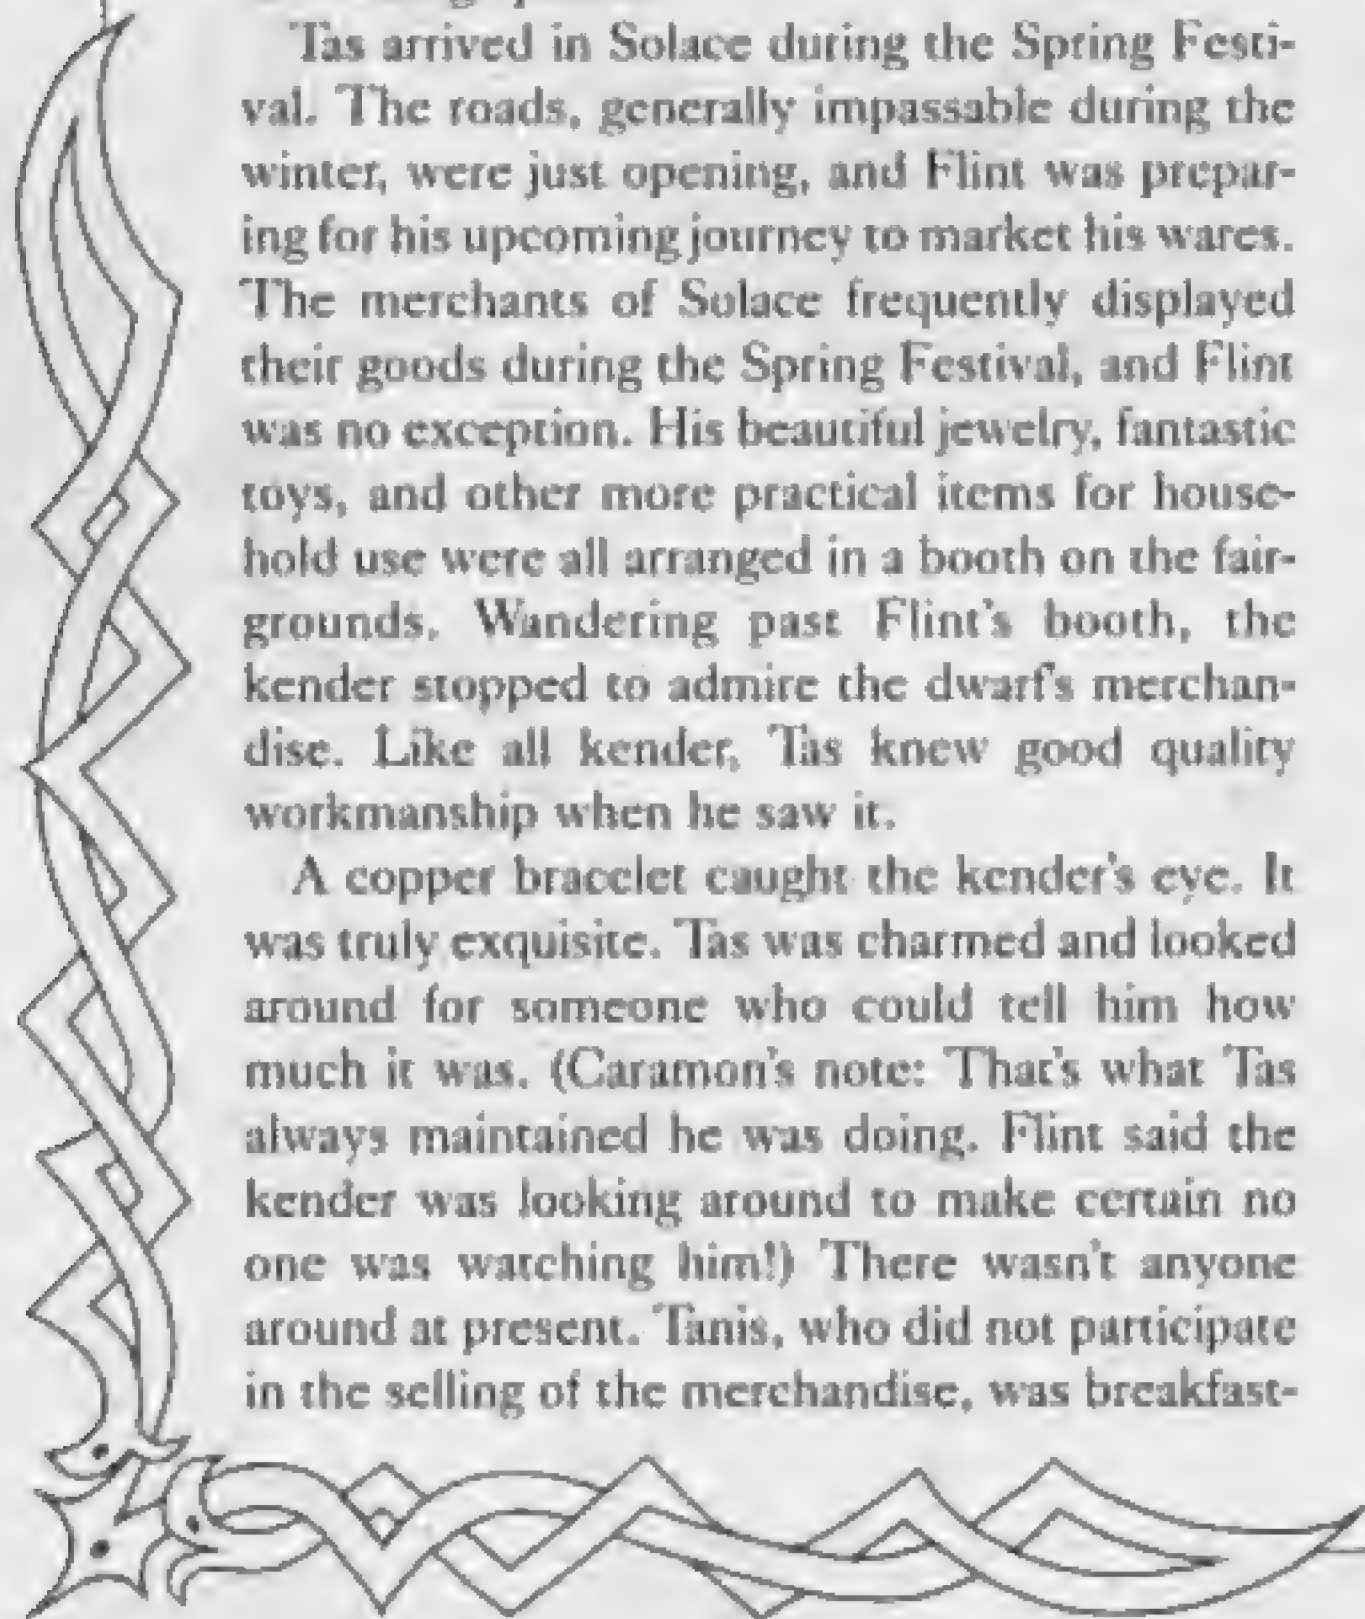 Tas arrived in Solace during the Spring Festi-
val. The roads, generally impassable during the
winter, were just opening, and Flint was prepar-
ing for his upcoming journey to market his wares.
The merchants of Solace frequently displayed
their goods during the Spring Festival, and Flint
was no exception. His beautiful jewelry, fantastic
toys, and other more practical items for house-
hold use were all arranged in a booth on the fair-
grounds. Wandering past Flint's booth, the
kender stopped to admire the dwarf's merchan-
dise. Like all kender, Tas knew good quality
workmanship when he saw it.
A copper bracelet caught the kender's eye. It
was truly exquisite. Tas was charmed and looked
around for someone who could tell him how
much it was. (Caramon's note: That's what Tas
always maintained he was doing. Flint said the
kender was looking around to make certain no
one was watching him!) There wasn't anyone
around at present. Tanis, who did not participate
in the selling of the merchandise, was breakfast-